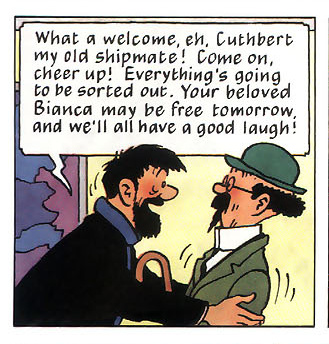 What a welcome, eh, Cuthbert
my old shipmate! Come on,
cheer up! Everything's going
to be sorted out. Your beloved
Bianca may be free tomorrow,
and we'll all have a good laugh!